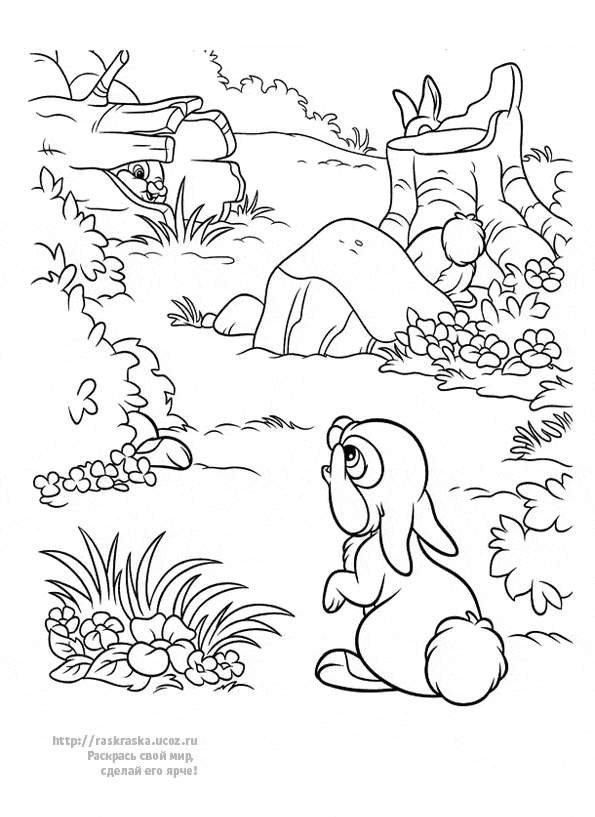 http://raskraska.ucoz.ru
Раскрась свой мир,
сделай его ярче!